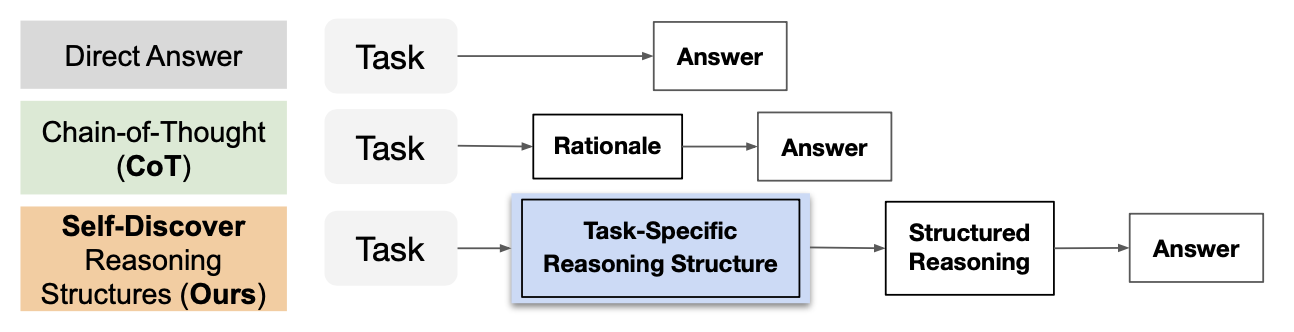 Direct Answer
Task
Answer
Chain-of-Thought
(CoT)
Task
Rationale
Answer
Self-Discover
Reasoning
Structures (Ours)
Task
Task-Specific
Reasoning Structure
Structured
Reasoning
Answer